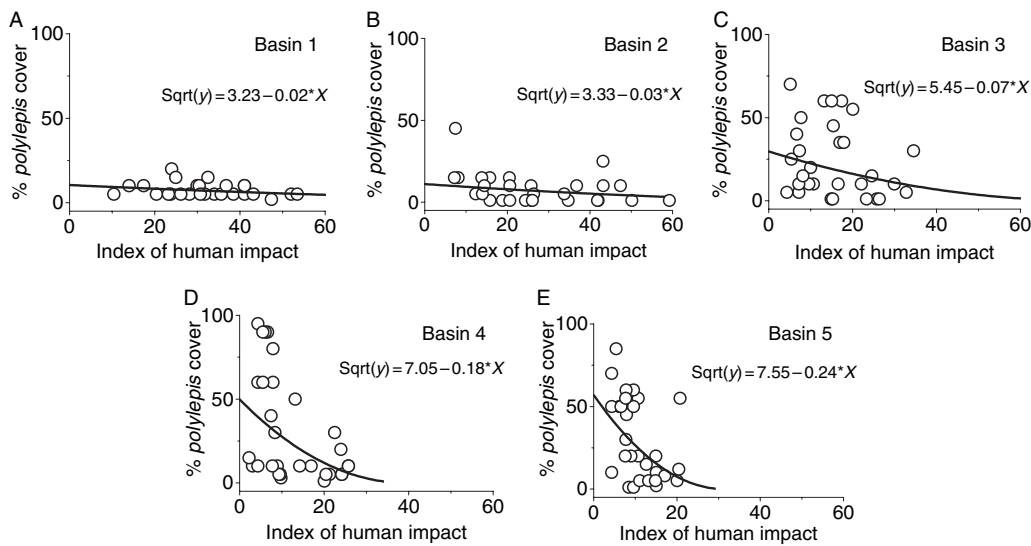 A
100
50
0
% polylepis cover
Basin 1
Sqrt(y)=3.23−0.02*X
0 20 40 60
Index of human impact
B
100
50
0
% polylepis cover
Basin 2
Sqrt(y)=3.33−0.03*X
0 20 40 60
Index of human impact
C
100
50
0
% polylepis cover
Basin 3
Sqrt(y)=5.45−0.07*X
0 20 40 60
Index of human impact
D
100
50
0
% polylepis cover
Basin 4
Sqrt(y)=7.05−0.18*X
0 20 40 60
Index of human impact
E
100
50
0
% polylepis cover
Basin 5
Sqrt(y)=7.55−0.24*X
0 20 40 60
Index of human impact